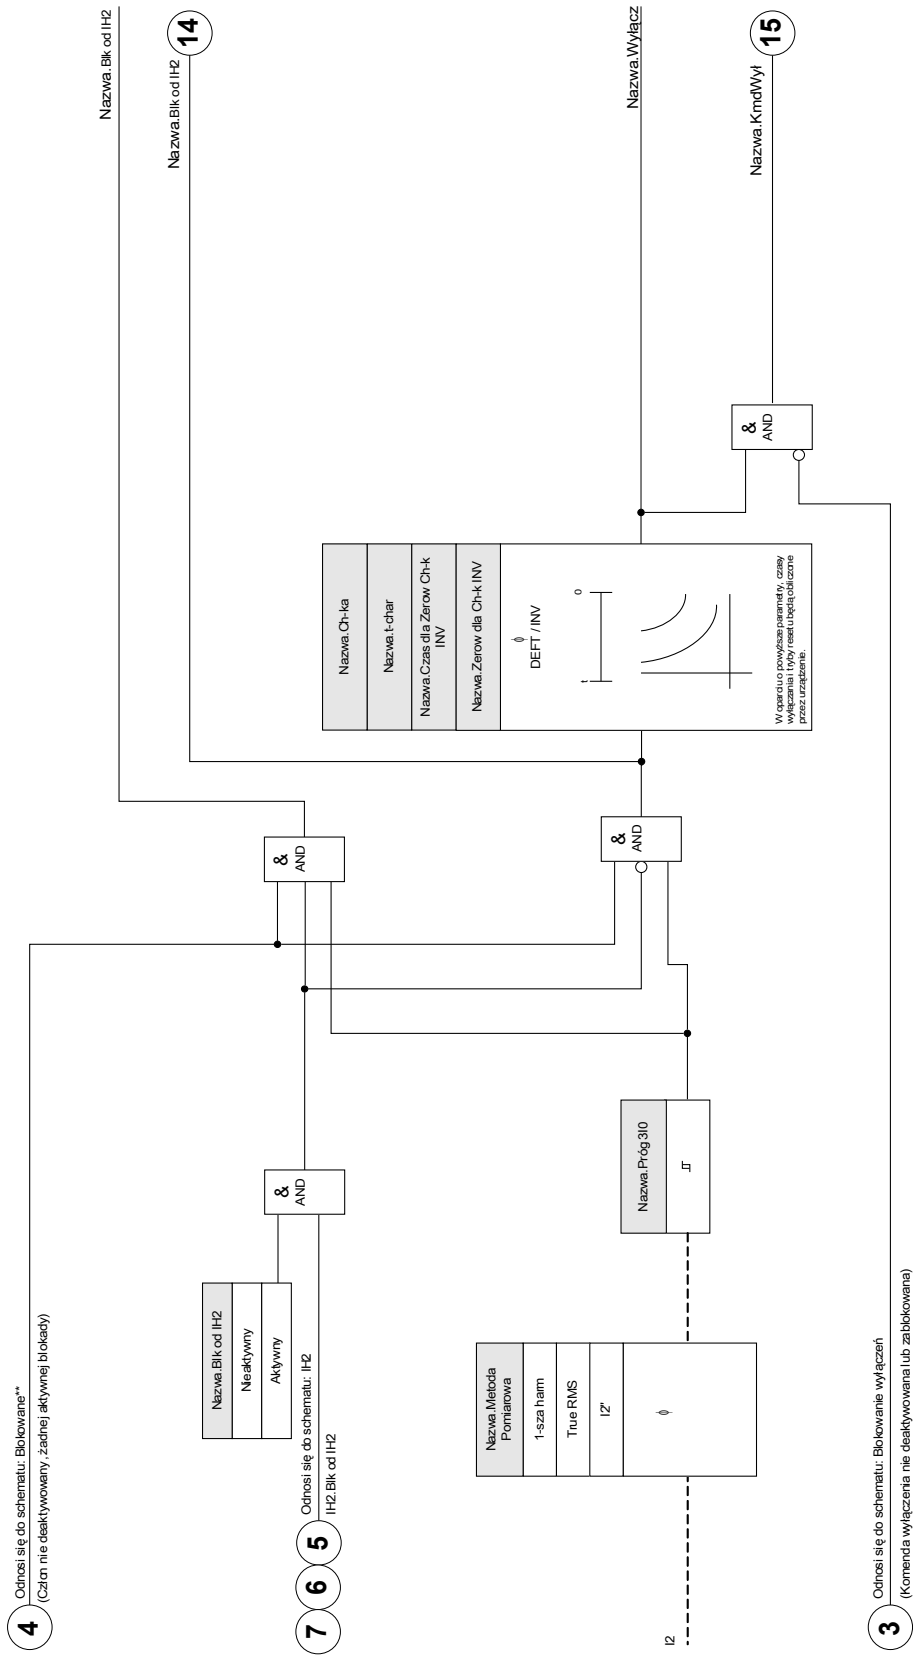 4
Odnosi się do schematu: Blokowane**
(Człon nie deaktywowany, żadnej aktywnej blokady)
Nazwa.Blk od IH2
Nieaktywny
Aktywny
7
6
5
Odnosi się do schematu: IH2
IH2.Blk od IH2
&
AND
&
AND
Nazwa.Blk od IH2
Nazwa.Blk od IH2
14
I2
Nazwa.Metoda
Pomiarowa
1-sza harm
True RMS
I2"
ϕ
Nazwa.Próg 3I0
&
AND
Nazwa.Ch-ka
Nazwa.t-char
Nazwa.Czas dla Zerow Ch-k
INV
Nazwa.Zerow dla Ch-k INV
ϕ
DEFT / INV
t
0
W oparciu o powyższe parametry, czasy
wyłączania i tryby resetu będą obliczone
przez urządzenie.
Nazwa.Wyłącz
&
AND
Nazwa.KmdWył
15
3
Odnosi się do schematu: Blokowanie wyłączeń
(Komenda wyłączenia nie deaktywowana lub zablokowana)